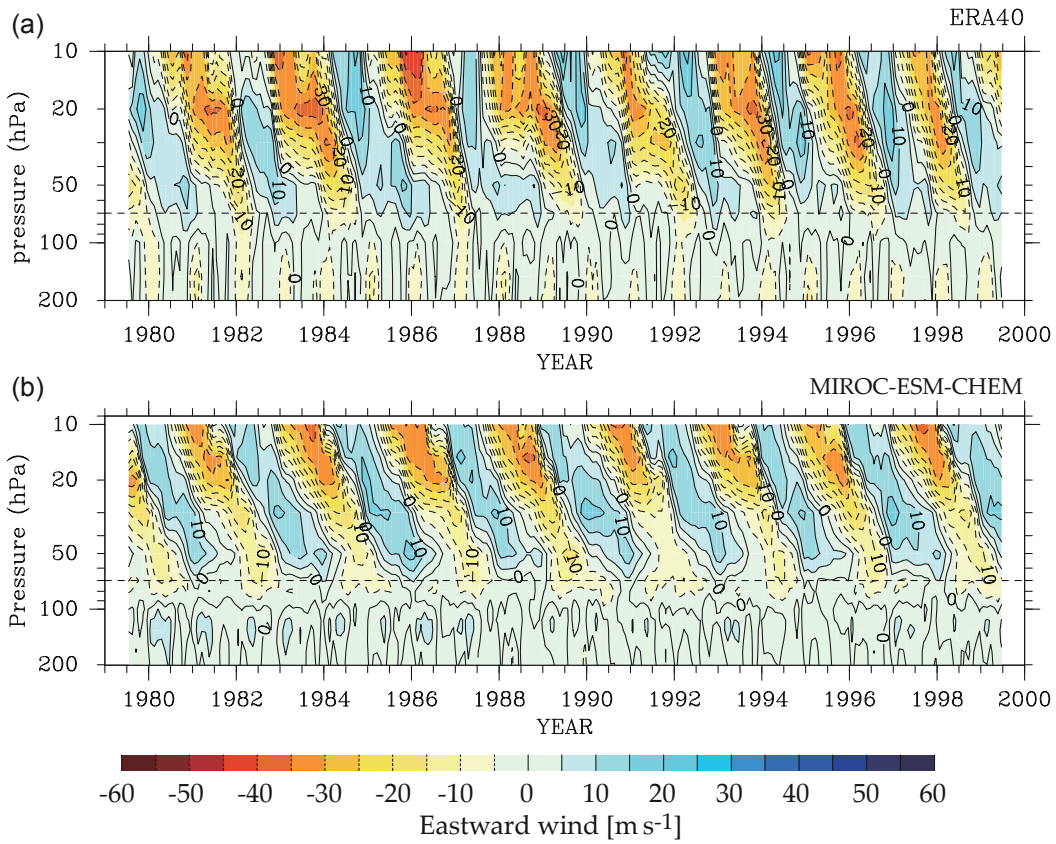 (a)
ERA40
10
20
50
100
200
pressure (hPa)
1980 1982 1984 1986 1988 1990 1992 1994 1996 1998 2000
YEAR
(b)
MIROC-ESM-CHEM
10
20
50
100
200
Pressure (hPa)
1980 1982 1984 1986 1988 1990 1992 1994 1996 1998 2000
YEAR
-60 -50 -40 -30 -20 -10 0 10 20 30 40 50 60
Eastward wind [m s-1]